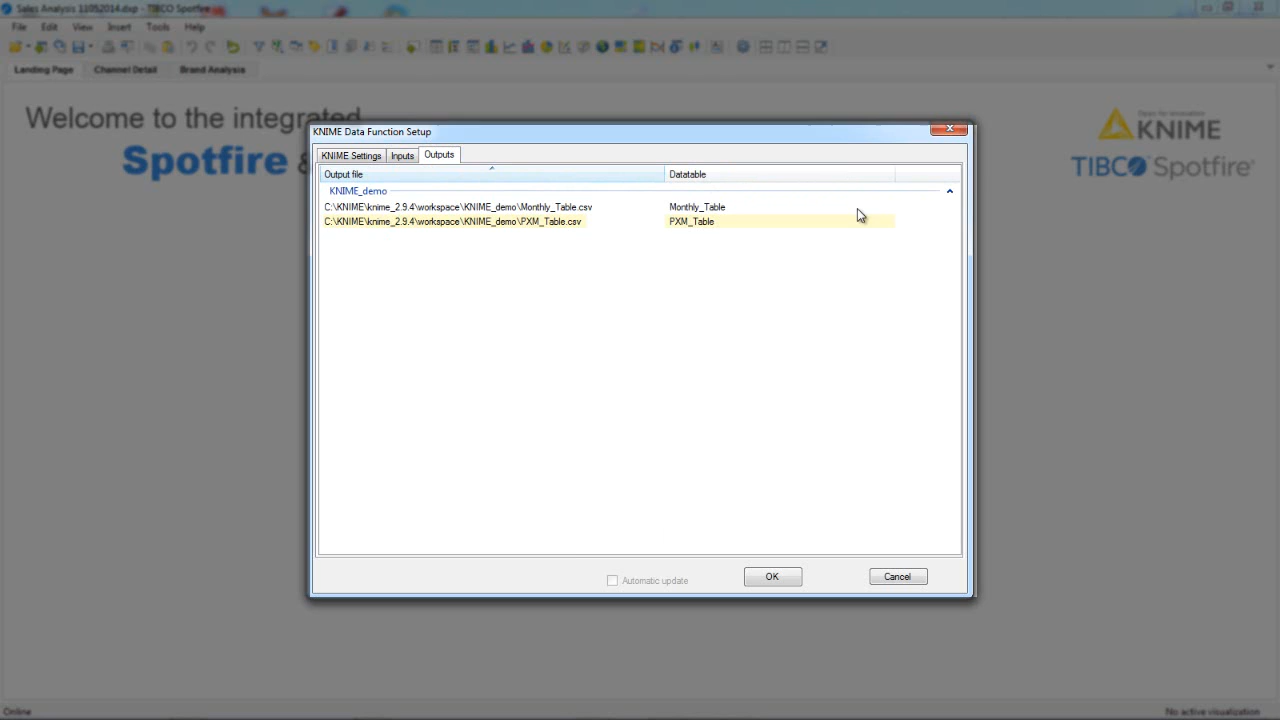 Sales Analysis 11052014.dxp - TIBCO Spotfire
File Edit View Insert Tools Help
Landing Page Channel Detail Brand Analysis
Welcome to the integrated
Spotfire &
KNIME
TIBCO Spotfire®
KNIME Data Function Setup
KNIME Settings Inputs Outputs
Output file Datatable
KNIME_demo
C:\KNIME\knime_2.9.4\workspace\KNIME_demo\Monthly_Table.csv Monthly_Table
C:\KNIME\knime_2.9.4\workspace\KNIME_demo\PXM_Table.csv PXM_Table
Automatic update OK Cancel
Online No active visualization